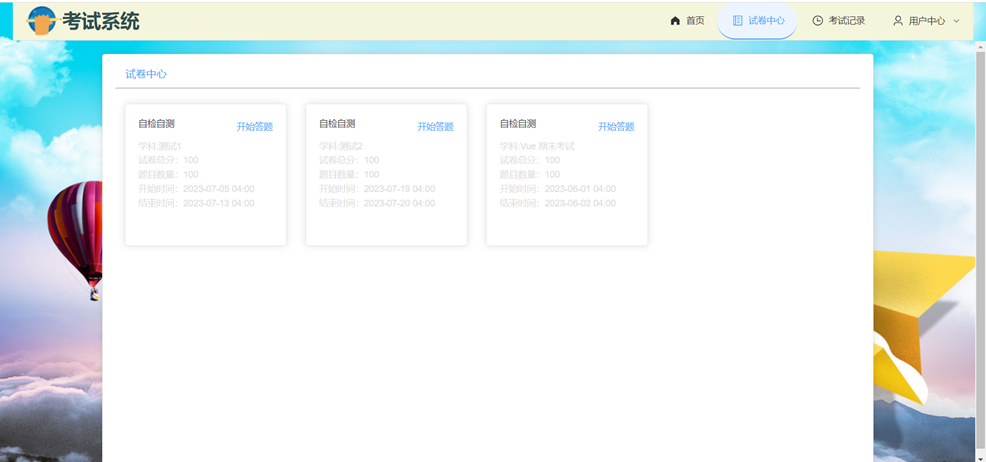 考试系统 首页 试卷中心 考试记录 用户中心
试卷中心
自检自测 开始答题
学科:测试1
试卷总分：100
题目数量：100
开始时间：2023-07-05 04:00
结束时间：2023-07-13 04:00
自检自测 开始答题
学科:测试2
试卷总分：100
题目数量：100
开始时间：2023-07-19 04:00
结束时间：2023-07-20 04:00
自检自测 开始答题
学科:Vue 期末考试
试卷总分：100
题目数量：100
开始时间：2023-06-01 04:00
结束时间：2023-06-02 04:00